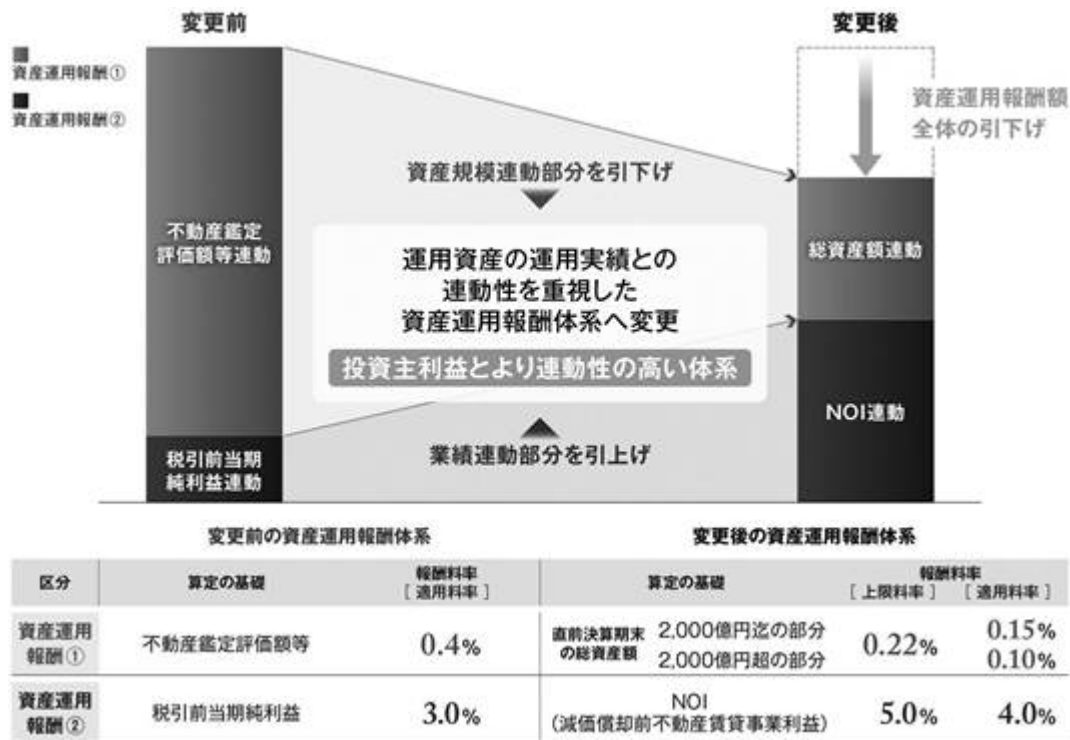 変更前
変更後
資産運用報酬①
資産運用報酬②
資産運用報酬額
全体の引下げ
資産規模連動部分を引下げ
不動産鑑定
評価額等連動
総資産額連動
運用資産の運用実績との
連動性を重視した
資産運用報酬体系へ変更
投資主利益とより連動性の高い体系
NOI連動
業績連動部分を引上げ
税引前当期
純利益連動
変更前の資産運用報酬体系
変更後の資産運用報酬体系
区分
算定の基礎
報酬料率
[ 適用料率 ]
算定の基礎
報酬料率
[ 上限料率 ] [ 適用料率 ]
資産運用
報酬①
不動産鑑定評価額等
0.4%
直前決算期末
の総資産額
2,000億円迄の部分
2,000億円超の部分
0.22%
0.15%
0.10%
資産運用
報酬②
税引前当期純利益
3.0%
NOI
(減価償却前不動産賃貸事業利益)
5.0%
4.0%